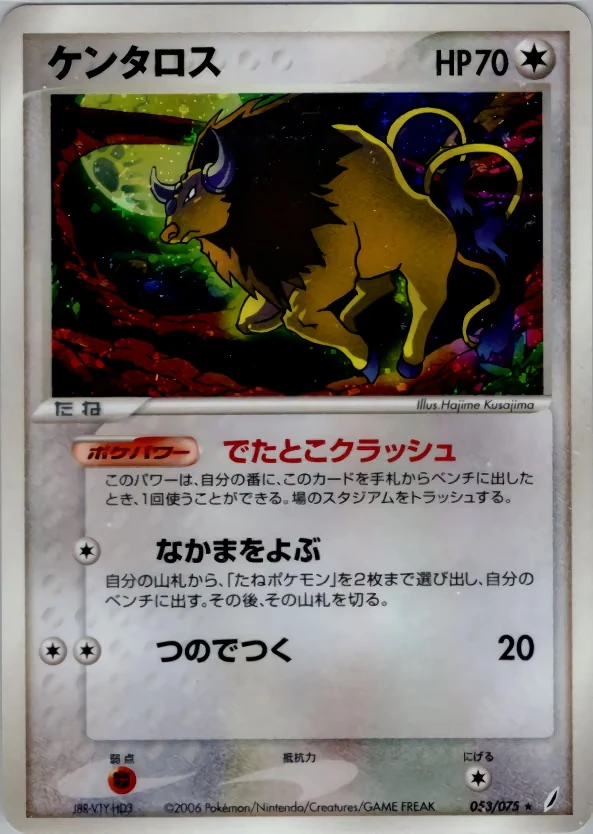 ケンタロス HP70
たね Illus.Hajime Kusajima
ポケパワー でたとこクラッシュ
このパワーは、自分の番に、このカードを手札からベンチに出した
とき、1回使うことができる。場のスタジアムをトラッシュする。
なかまをよぶ
自分の山札から、「たねポケモン」を2枚まで選び出し、自分の
ベンチに出す。その後、その山札を切る。
つのでつく 20
弱点 抵抗力 にげる
JBR-V1Y-HD3 ©2006 Pokémon/Nintendo/Creatures/GAME FREAK 053/075 ★